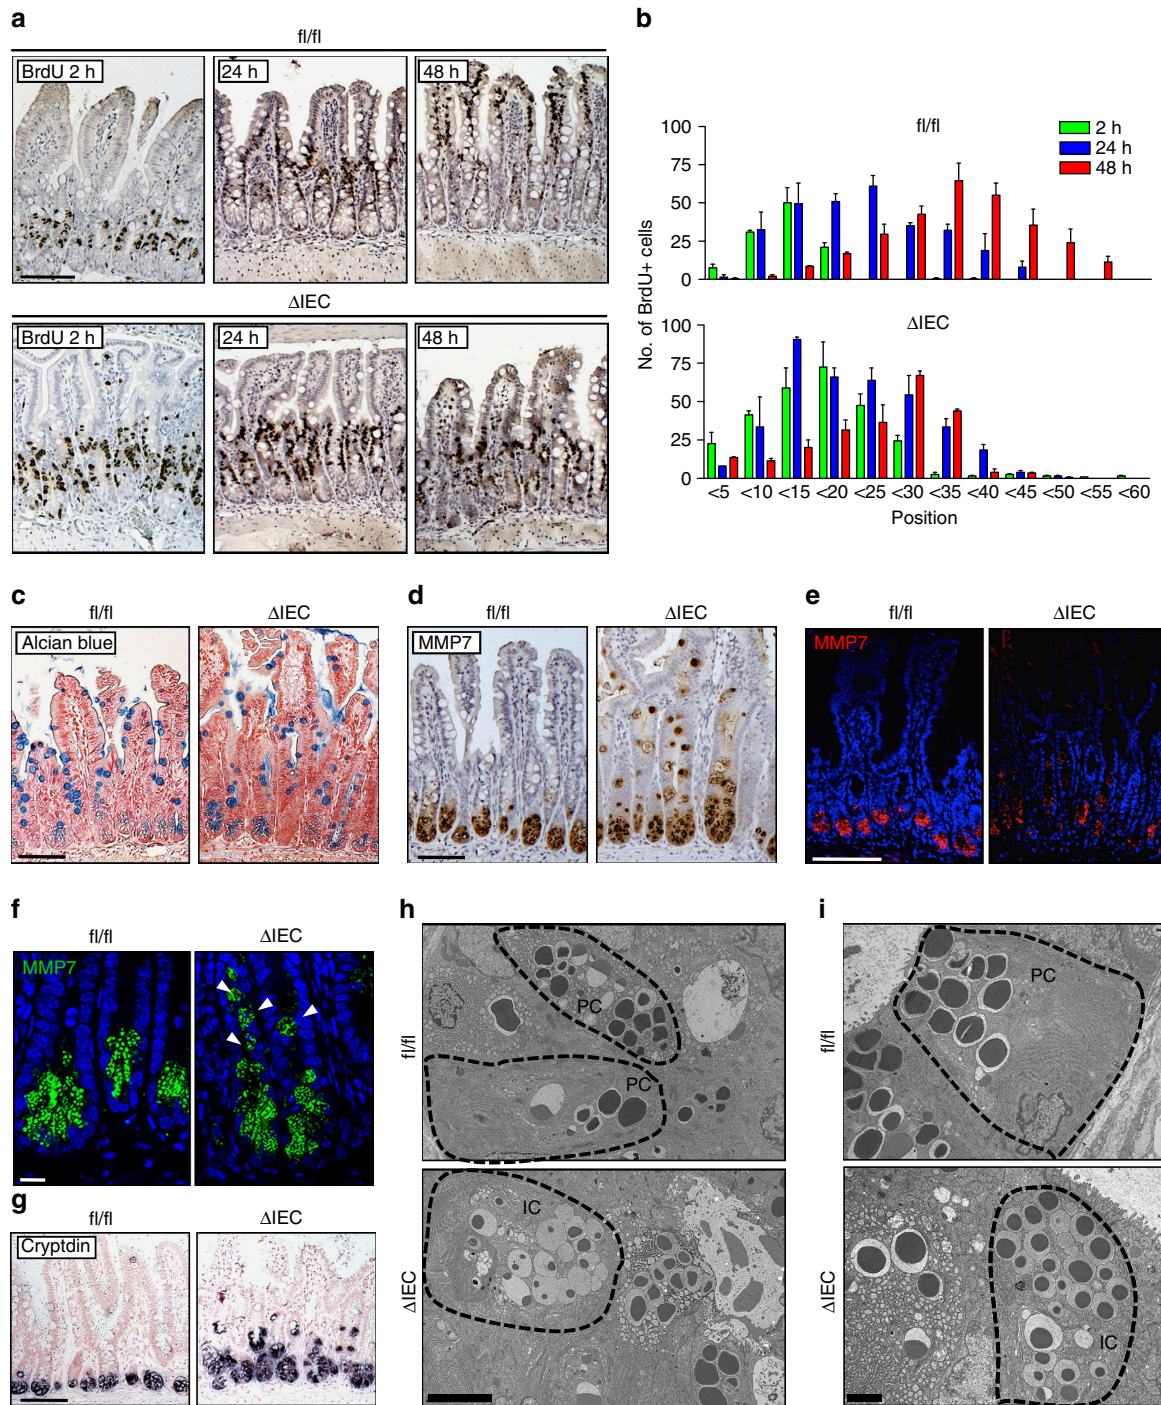 a
fl/fl
BrdU 2 h
24 h
48 h
ΔIEC
BrdU 2 h
24 h
48 h
b
fl/fl
2 h
24 h
48 h
100
75
50
25
0
No. of BrdU+ cells
ΔIEC
100
75
50
25
0
<5 <10 <15 <20 <25 <30 <35 <40 <45 <50 <55 <60
Position
c
fl/fl
ΔIEC
Alcian blue
d
fl/fl
ΔIEC
MMP7
e
fl/fl
ΔIEC
MMP7
f
fl/fl
ΔIEC
MMP7
g
fl/fl
ΔIEC
Cryptdin
h
fl/fl
PC
PC
ΔIEC
IC
i
fl/fl
PC
ΔIEC
IC